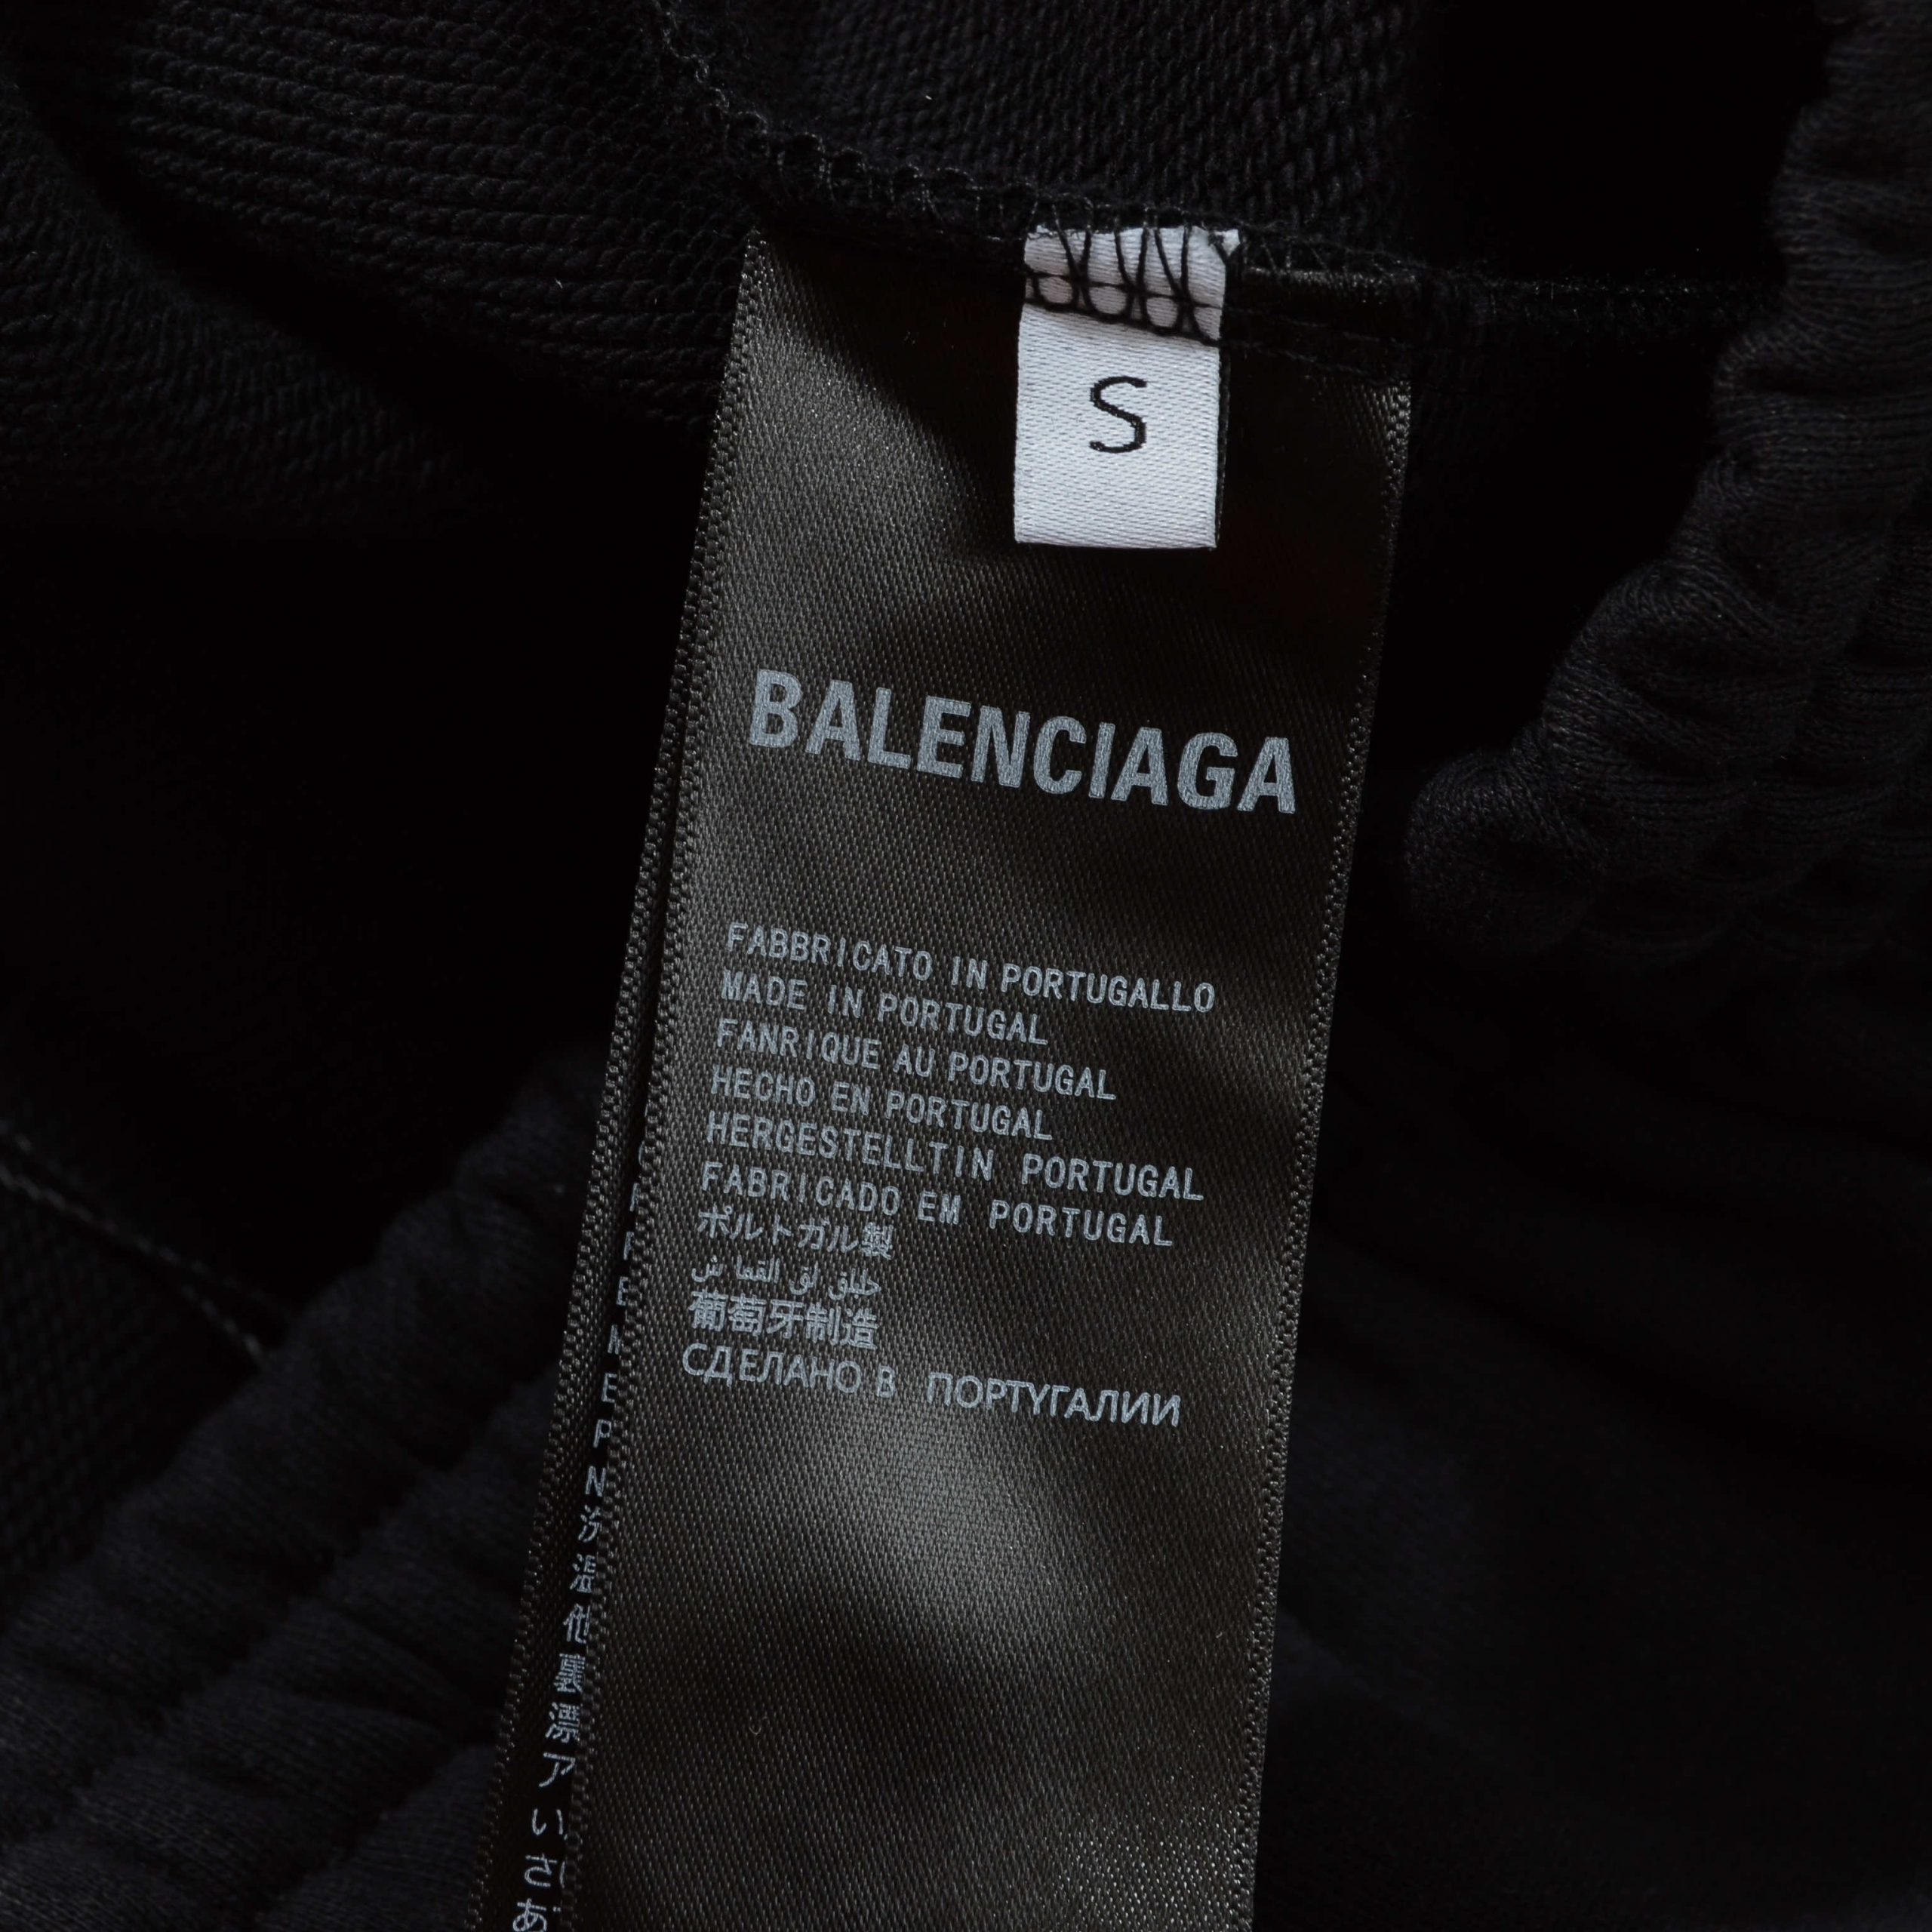 S
BALENCIAGA
FABBRICATO IN PORTUGALLO
MADE IN PORTUGAL
FANRIQUE AU PORTUGAL
HECHO EN PORTUGAL
HERGESTELLTIN PORTUGAL
FABRICADO EM PORTUGAL
ポルトガル製
葡萄牙制造
СДЕЛАНО В ПОРТУГАЛИИ